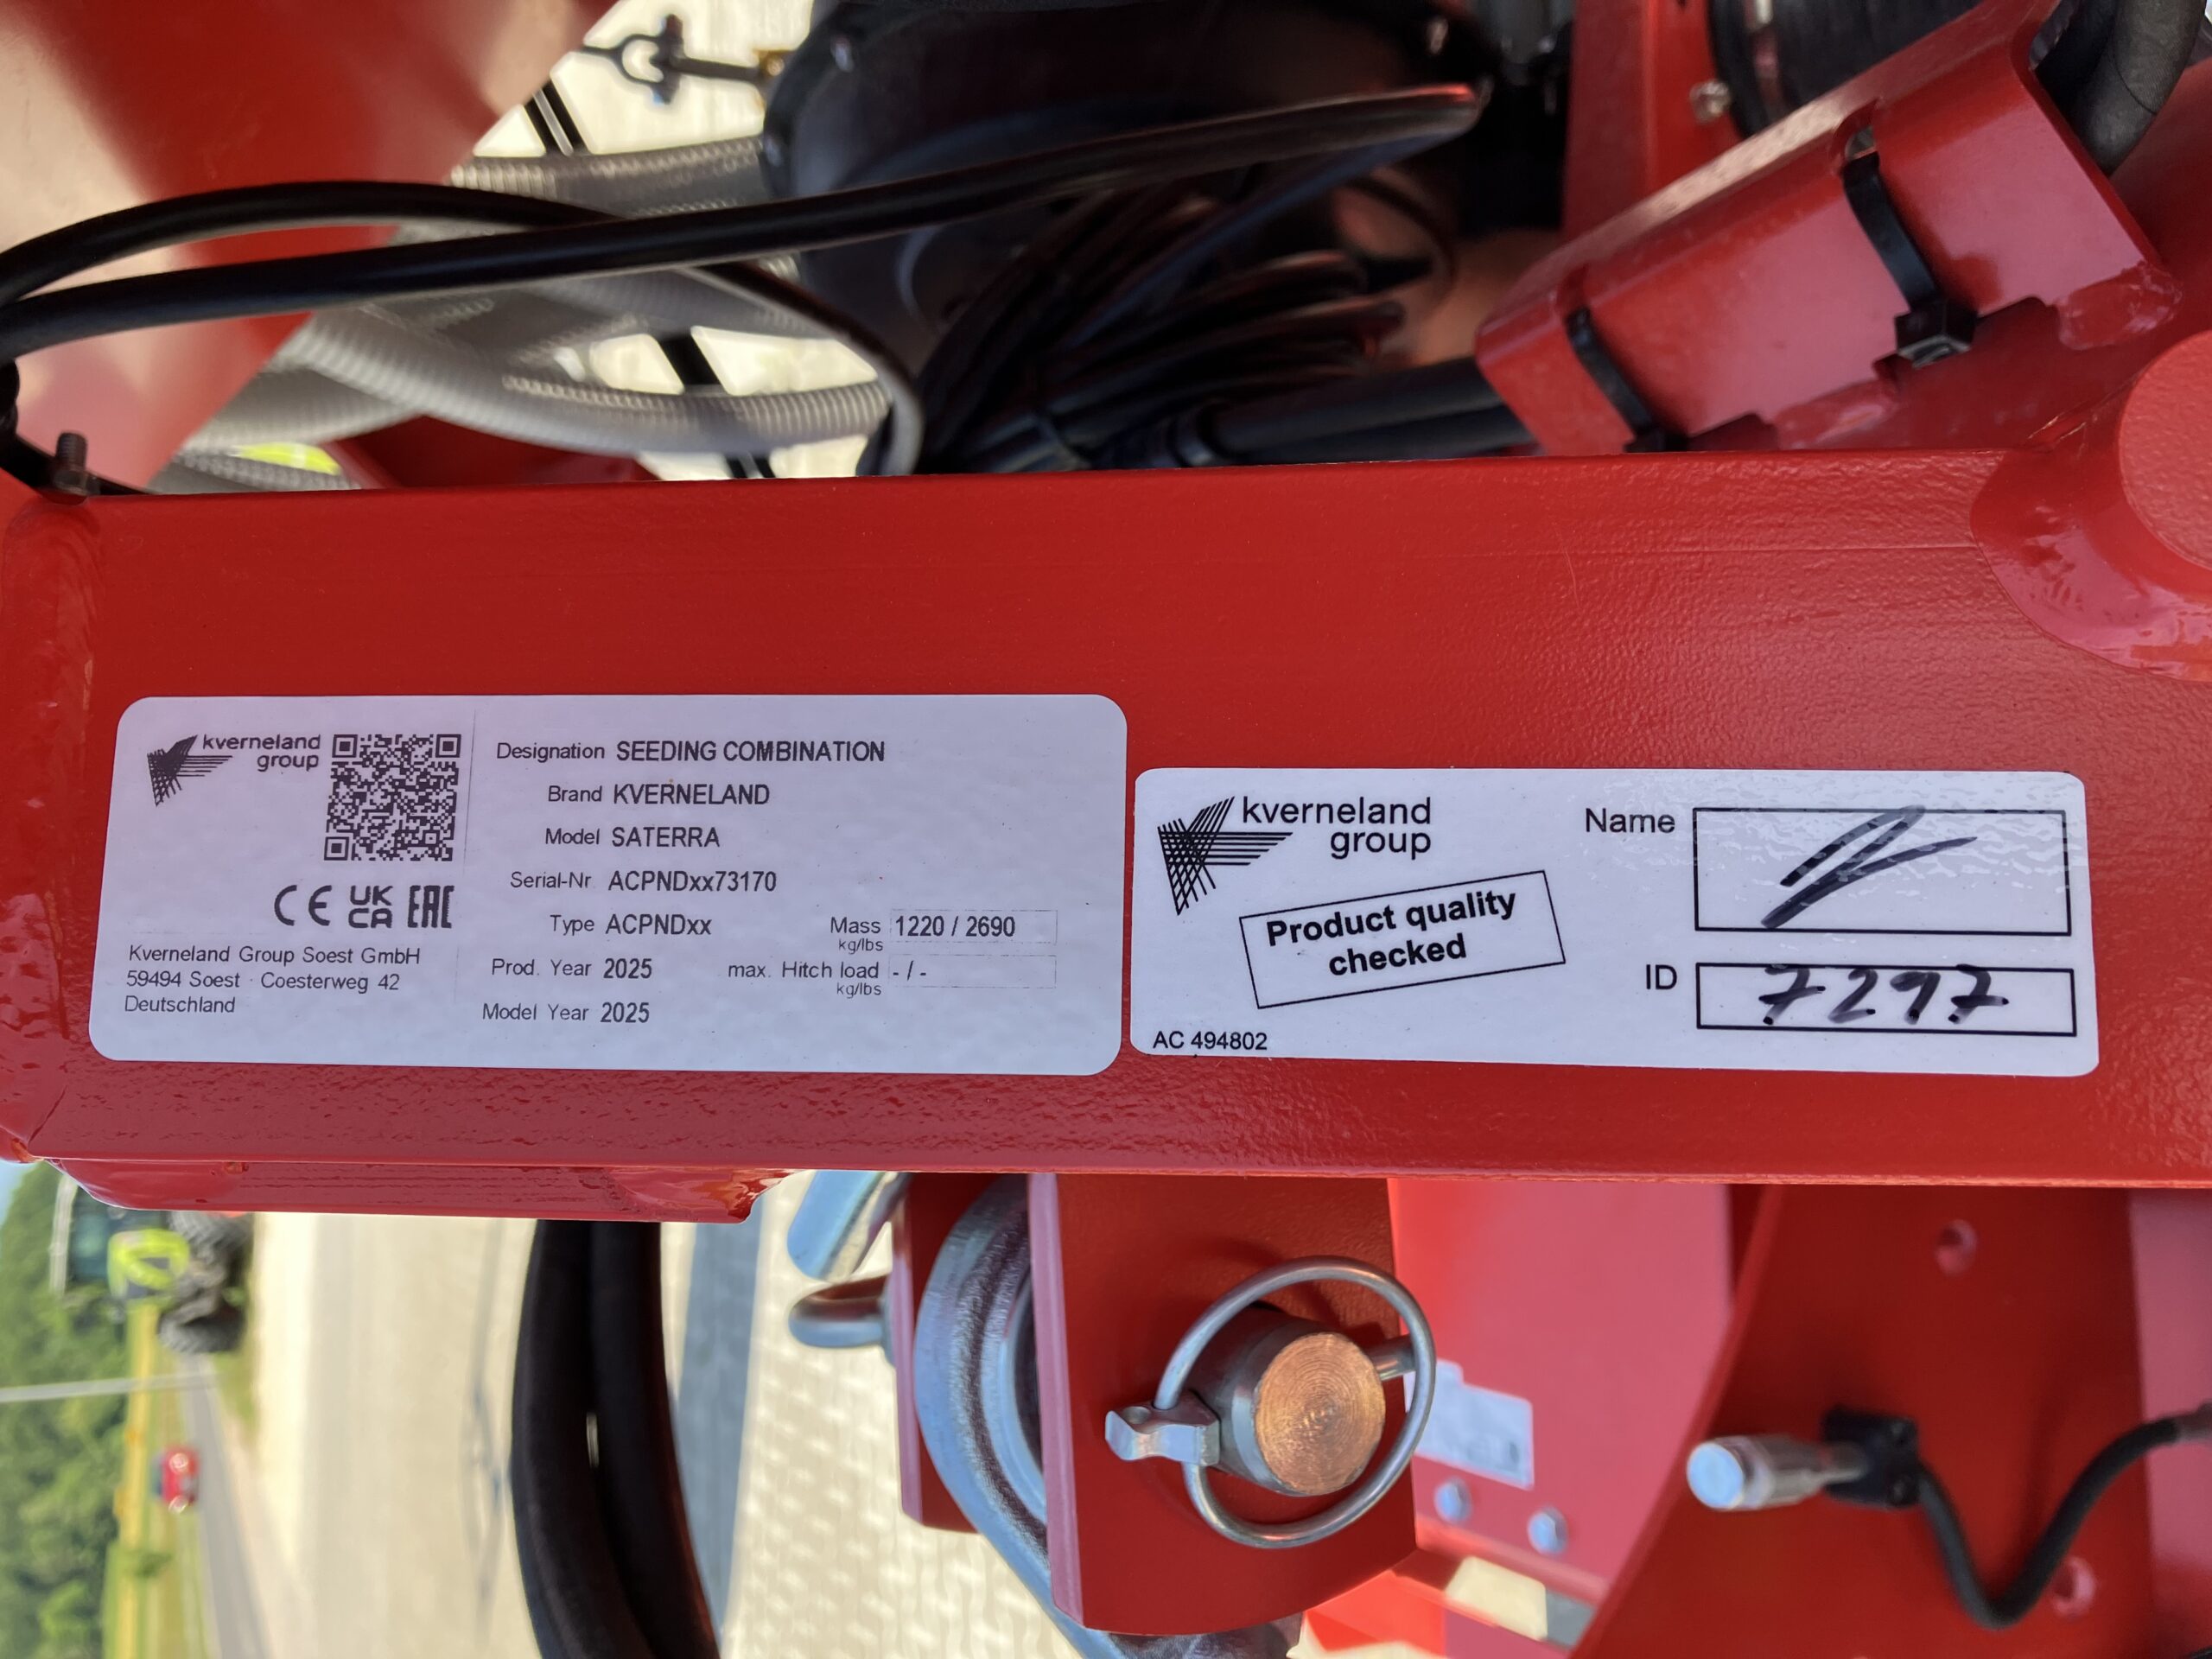 kverneland
group
CE UK CA EAC
Kverneland Group Soest GmbH
59494 Soest · Coesterweg 42
Deutschland
Designation SEEDING COMBINATION
Brand KVERNELAND
Model SATERRA
Serial-Nr ACPNDxx73170
Type ACPNDxx
Mass kg/lbs 1220 / 2690
Prod. Year 2025
max. Hitch load kg/lbs - / -
Model Year 2025
kverneland
group
Product quality
checked
AC 494802
Name
ID 7297